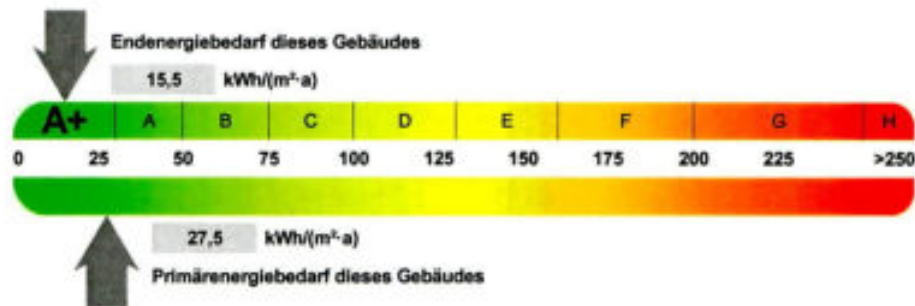 Endenergiebedarf dieses Gebäudes
15,5 kWh/(m²·a)
A+ A B C D E F G H
0 25 50 75 100 125 150 175 200 225 >250
27,5 kWh/(m²·a)
Primärenergiebedarf dieses Gebäudes